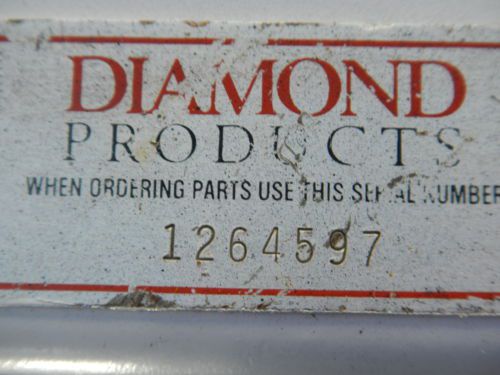 DIAMOND
PRODUCTS
WHEN ORDERING PARTS USE THIS SERIAL NUMBER
1264597